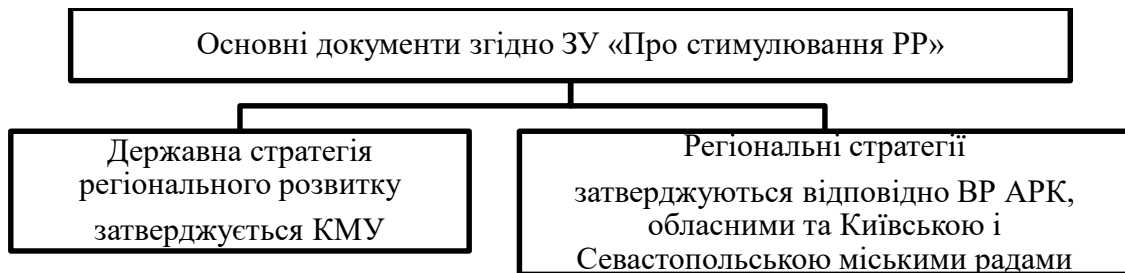 Основні документи згідно ЗУ «Про стимулювання РР»
Державна стратегія
регіонального розвитку
затверджується КМУ
Регіональні стратегії
затверджуються відповідно ВР АРК,
обласними та Київською і
Севастопольською міськими радами